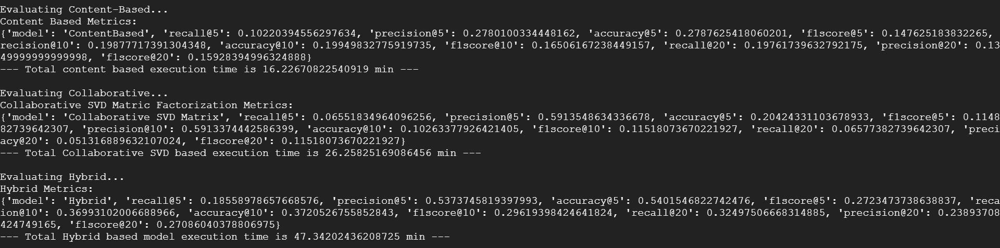 Evaluating Content-Based...
Content Based Metrics:
{'model': 'ContentBased', 'recall@5': 0.10220394556297634, 'precision@5': 0.2780100334448162, 'accuracy@5': 0.2787625418060201, 'f1score@5': 0.147625183832265,
recision@10': 0.19877717391304348, 'accuracy@10': 0.19949832775919735, 'f1score@10': 0.16506167238449157, 'recall@20': 0.19761739632792175, 'precision@20': 0.13
49999999999998, 'f1score@20': 0.15928394996324888}
--- Total content based execution time is 16.22670822540919 min ---
Evaluating Collaborative...
Collaborative SVD Matric Factorization Metrics:
{'model': 'Collaborative SVD Matrix', 'recall@5': 0.06551834964096256, 'precision@5': 0.5913548634336678, 'accuracy@5': 0.20424331103678933, 'f1score@5': 0.1148
82739642307, 'precision@10': 0.5913374442586399, 'accuracy@10': 0.10263377926421405, 'f1score@10': 0.11518073670221927, 'recall@20': 0.06577382739642307, 'preci
acy@20': 0.051316889632107024, 'f1score@20': 0.11518073670221927}
--- Total Collaborative SVD based execution time is 26.25825169086456 min ---
Evaluating Hybrid...
Hybrid Metrics:
{'model': 'Hybrid', 'recall@5': 0.18558978657668576, 'precision@5': 0.5373745819397993, 'accuracy@5': 0.5401546822742476, 'f1score@5': 0.2723473738638837, 'reca
ion@10': 0.36993102006688966, 'accuracy@10': 0.3720526755852843, 'f1score@10': 0.29619398424641824, 'recall@20': 0.32497506668314885, 'precision@20': 0.23893708
424749165, 'f1score@20': 0.27086040378806975}
--- Total Hybrid based model execution time is 47.34202436208725 min ---